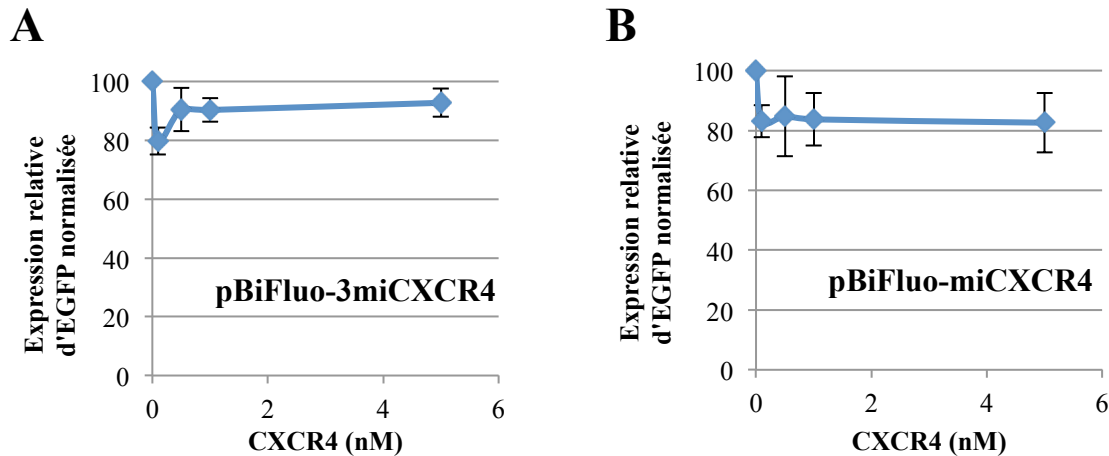 A
Expression relative
d'EGFP normalisée
100
80
60
40
20
0
pBiFluo-3miCXCR4
0 2 4 6
CXCR4 (nM)
B
Expression relative
d'EGFP normalisée
100
80
60
40
20
0
pBiFluo-miCXCR4
0 2 4 6
CXCR4 (nM)